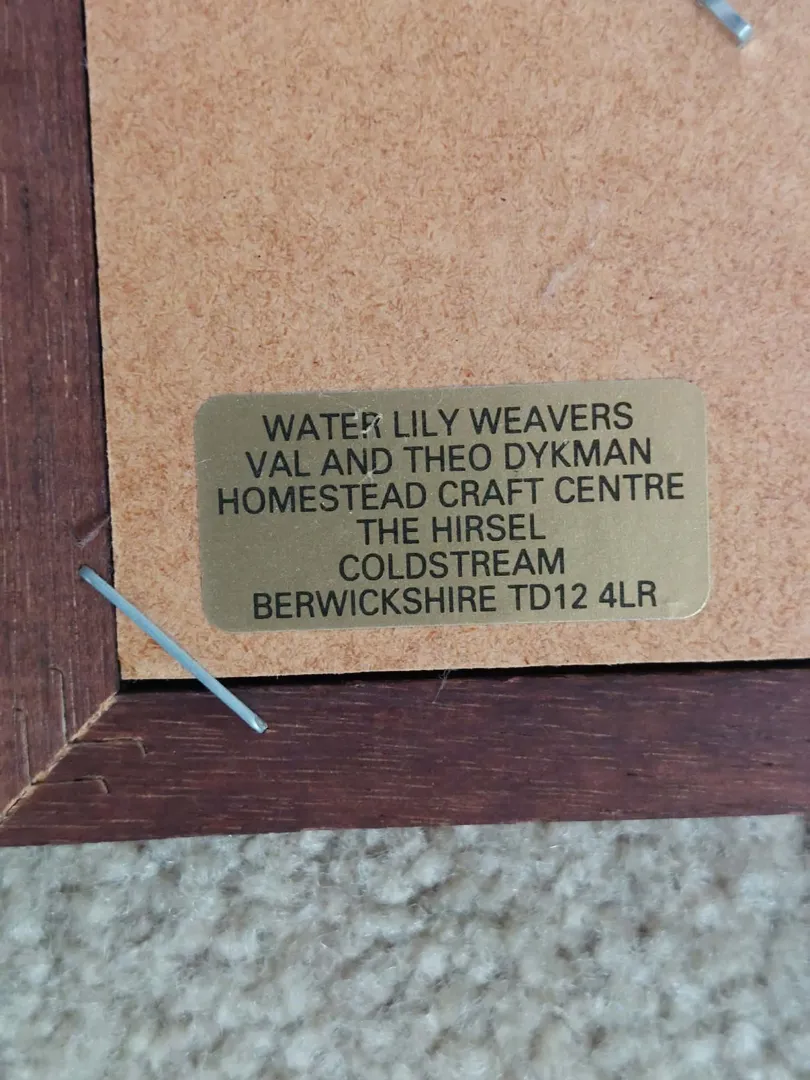 WATER LILY WEAVERS
VAL AND THEO DYKMAN
HOMESTEAD CRAFT CENTRE
THE HIRSEL
COLDSTREAM
BERWICKSHIRE TD12 4LR